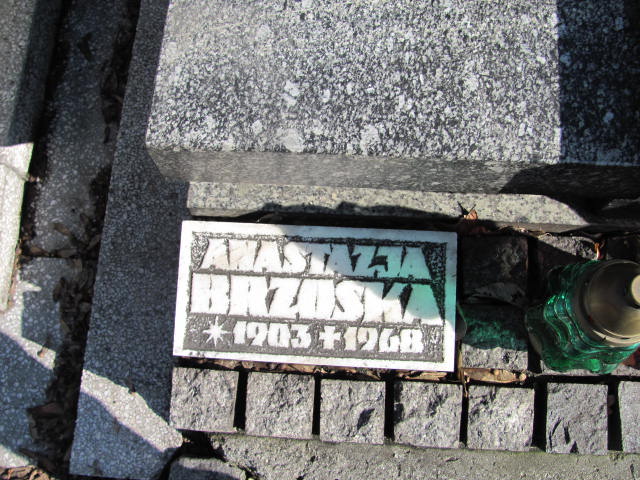 ANASTAZJA
BRZOSKA
* 1903 + 1968